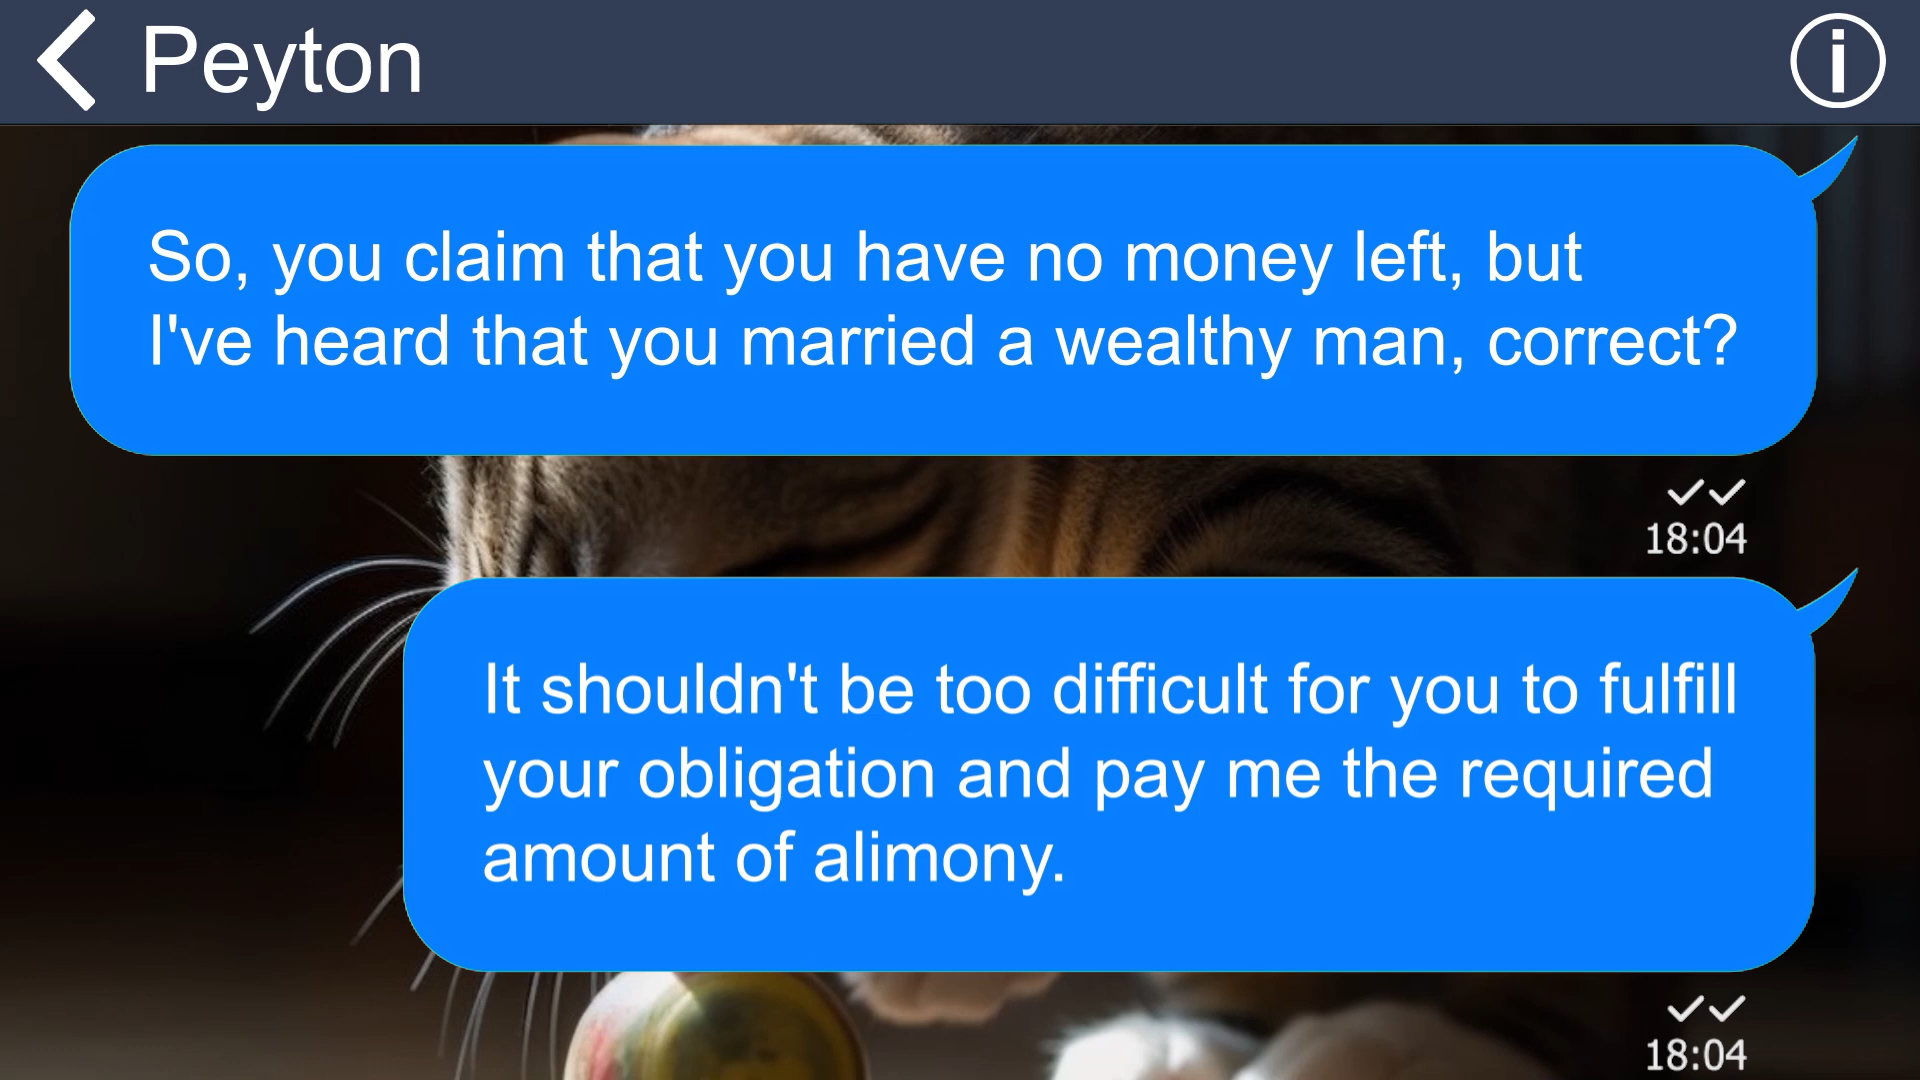 Peyton
So, you claim that you have no money left, but
I've heard that you married a wealthy man, correct?
18:04
It shouldn't be too difficult for you to fulfill
your obligation and pay me the required
amount of alimony.
18:04